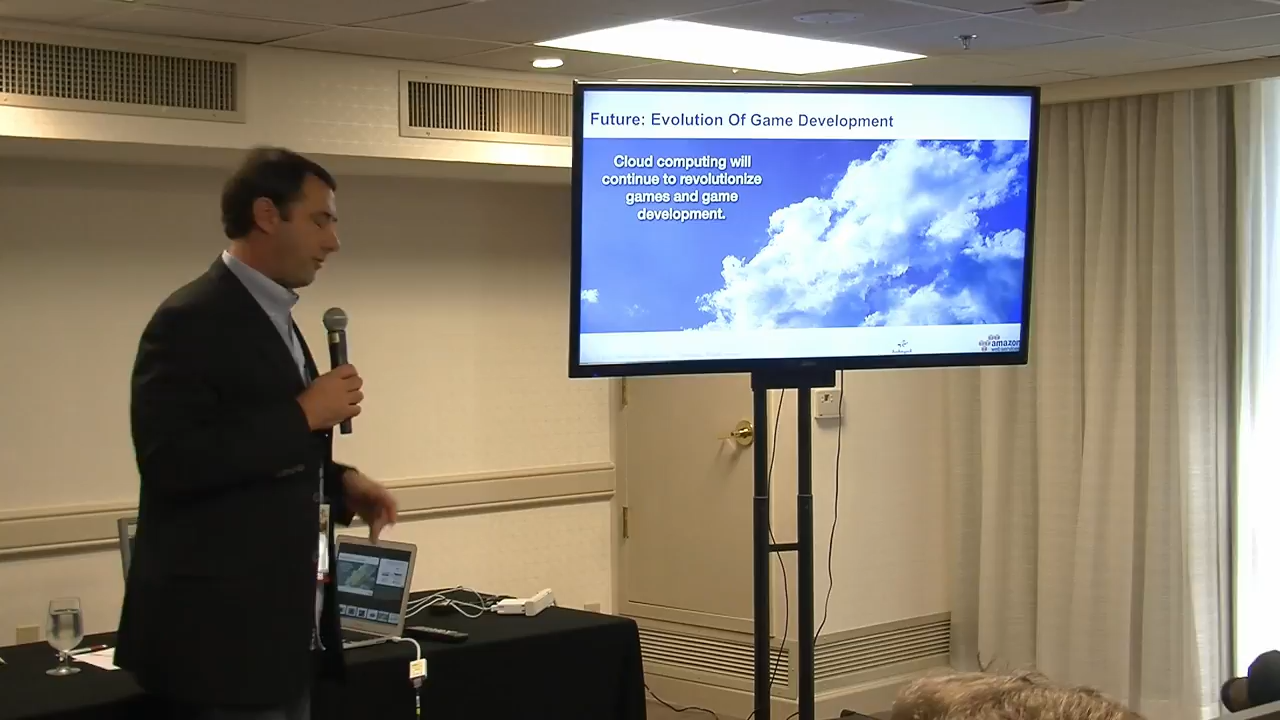 Future: Evolution Of Game Development
Cloud computing will
continue to revolutionize
games and game
development.
amazon